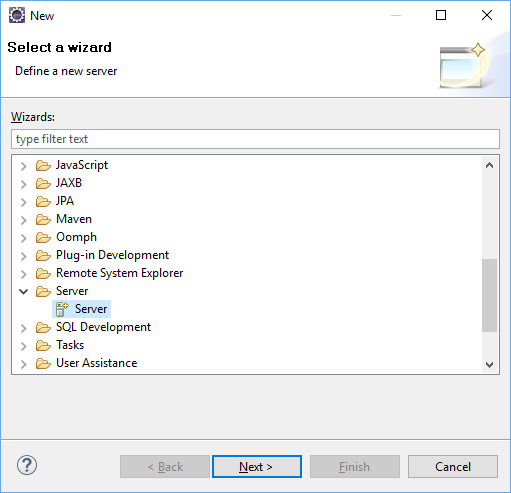 New
Select a wizard
Define a new server
Wizards:
type filter text
JavaScript
JAXB
JPA
Maven
Oomph
Plug-in Development
Remote System Explorer
Server
Server
SQL Development
Tasks
User Assistance
? < Back Next > Finish Cancel